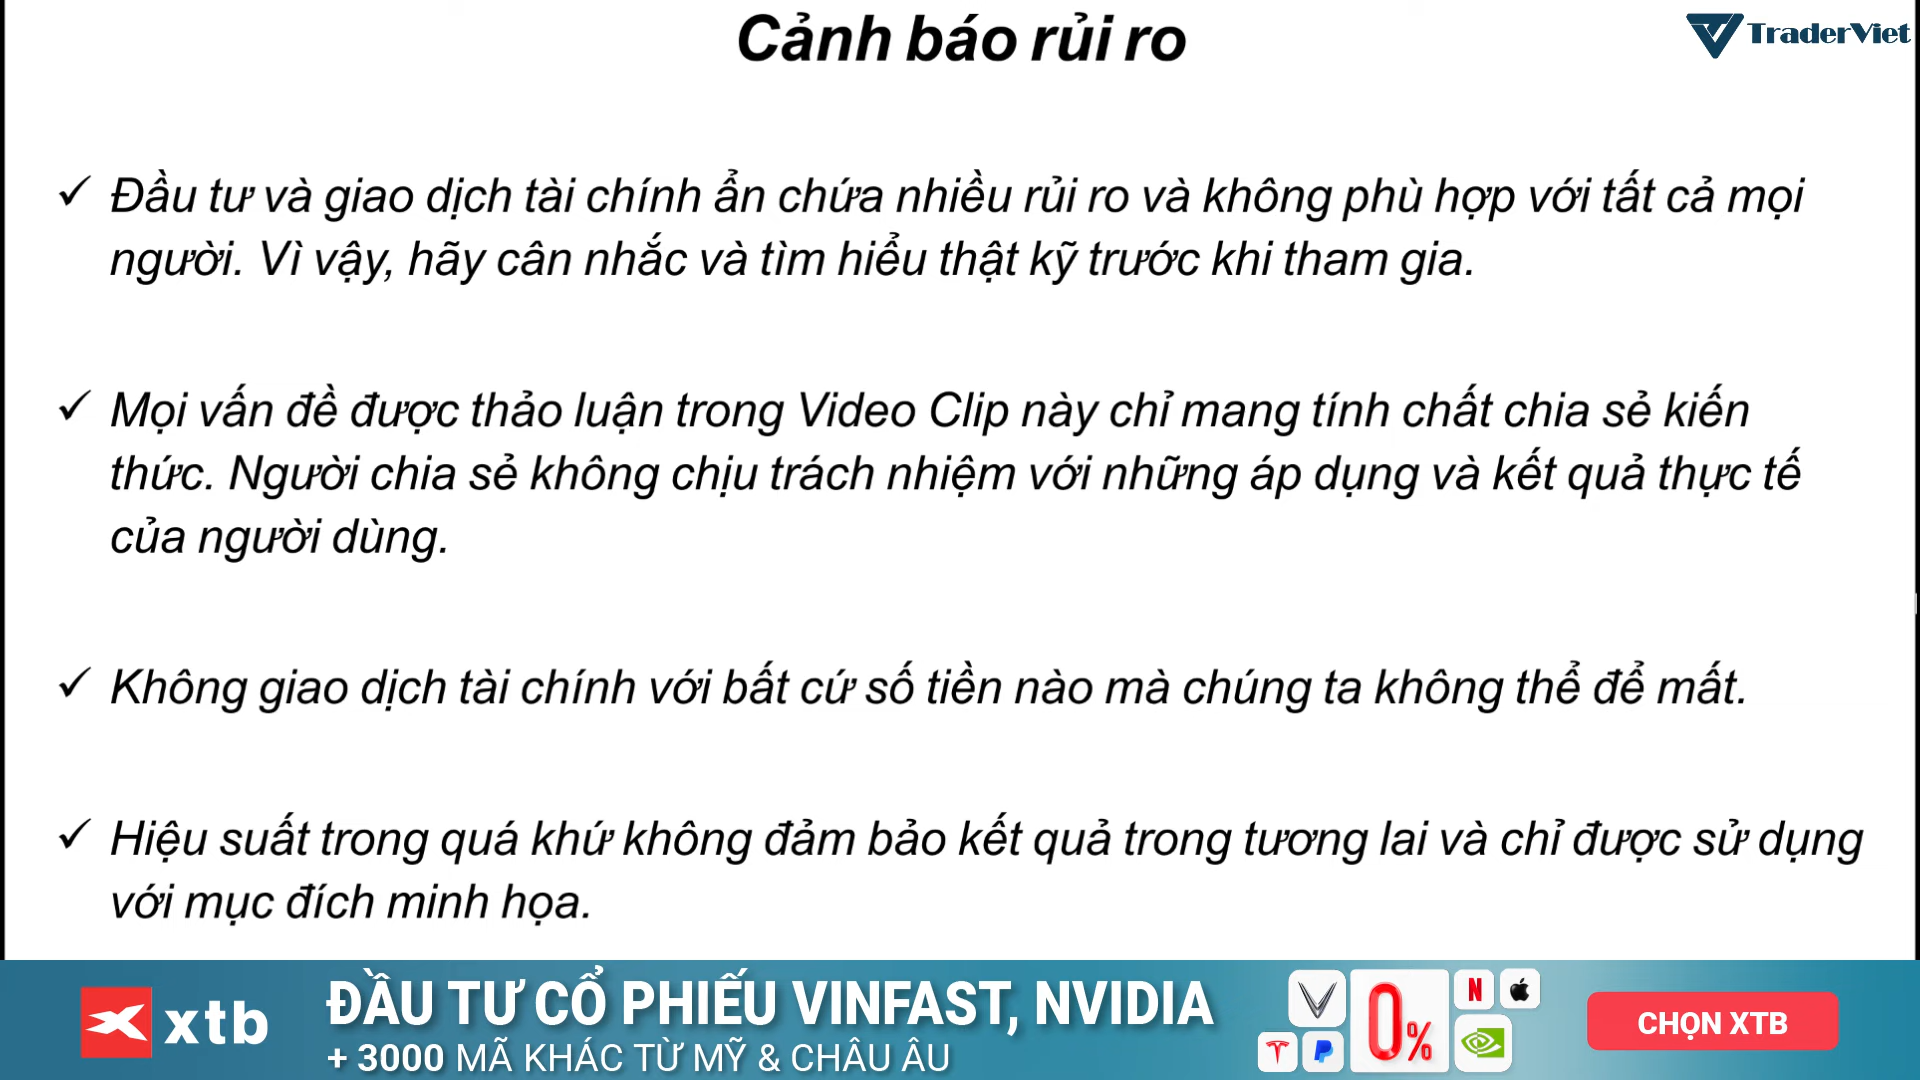 Cảnh báo rủi ro
TraderViet
✓ Đầu tư và giao dịch tài chính ẩn chứa nhiều rủi ro và không phù hợp với tất cả mọi
người. Vì vậy, hãy cân nhắc và tìm hiểu thật kỹ trước khi tham gia.
✓ Mọi vấn đề được thảo luận trong Video Clip này chỉ mang tính chất chia sẻ kiến
thức. Người chia sẻ không chịu trách nhiệm với những áp dụng và kết quả thực tế
của người dùng.
✓ Không giao dịch tài chính với bất cứ số tiền nào mà chúng ta không thể để mất.
✓ Hiệu suất trong quá khứ không đảm bảo kết quả trong tương lai và chỉ được sử dụng
với mục đích minh họa.
xtb
ĐẦU TƯ CỔ PHIẾU VINFAST, NVIDIA
+ 3000 MÃ KHÁC TỪ MỸ & CHÂU ÂU
0%
N
CHỌN XTB